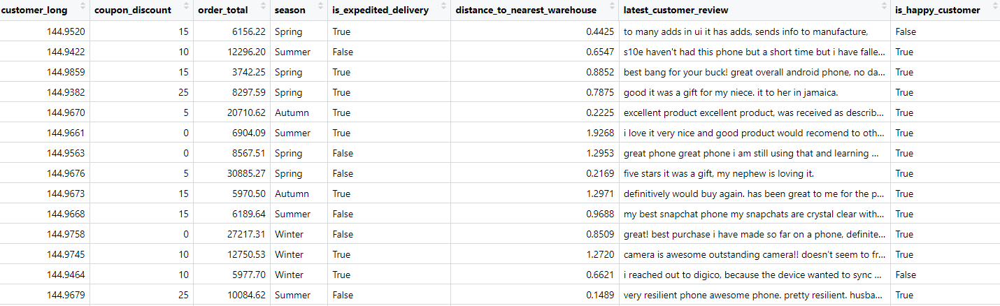 customer_long coupon_discount order_total season is_expedited_delivery distance_to_nearest_warehouse latest_customer_review is_happy_customer
144.9520 15 6156.22 Spring True 0.4425 to many adds in ui it has adds, sends info to manufacture, False
144.9422 10 12296.20 Summer False 0.6547 s10e haven't had this phone but a short time but i have falle... True
144.9859 15 3742.25 Spring True 0.8852 best bang for your buck! great overall android phone, no da... True
144.9382 25 8297.59 Spring True 0.7875 good it was a gift for my niece. it to her in jamaica. True
144.9670 5 20710.62 Autumn True 0.2225 excellent product excellent product, was received as describ... True
144.9661 0 6904.09 Summer True 1.9268 i love it very nice and good product would recomend to oth... True
144.9563 0 8567.51 Spring False 1.2953 great phone great phone i am still using that and learning ... True
144.9676 5 30885.27 Spring False 0.2169 five stars it was a gift, my nephew is loving it. True
144.9673 15 5970.50 Autumn True 1.2971 definitively would buy again. has been great to me for the p... True
144.9668 15 6189.64 Summer False 0.9688 my best snapchat phone my snapchats are crystal clear with... True
144.9758 0 27217.31 Winter False 0.8509 great! best purchase i have made so far on a phone, definite... True
144.9745 10 12750.53 Winter True 1.2720 camera is awesome outstanding camera!! doesn't seem to fr... True
144.9464 10 5977.70 Winter True 0.6621 i reached out to digico, because the device wanted to sync ... False
144.9679 25 10084.62 Summer False 0.1489 very resilient phone awesome phone. pretty resilient. husba... True